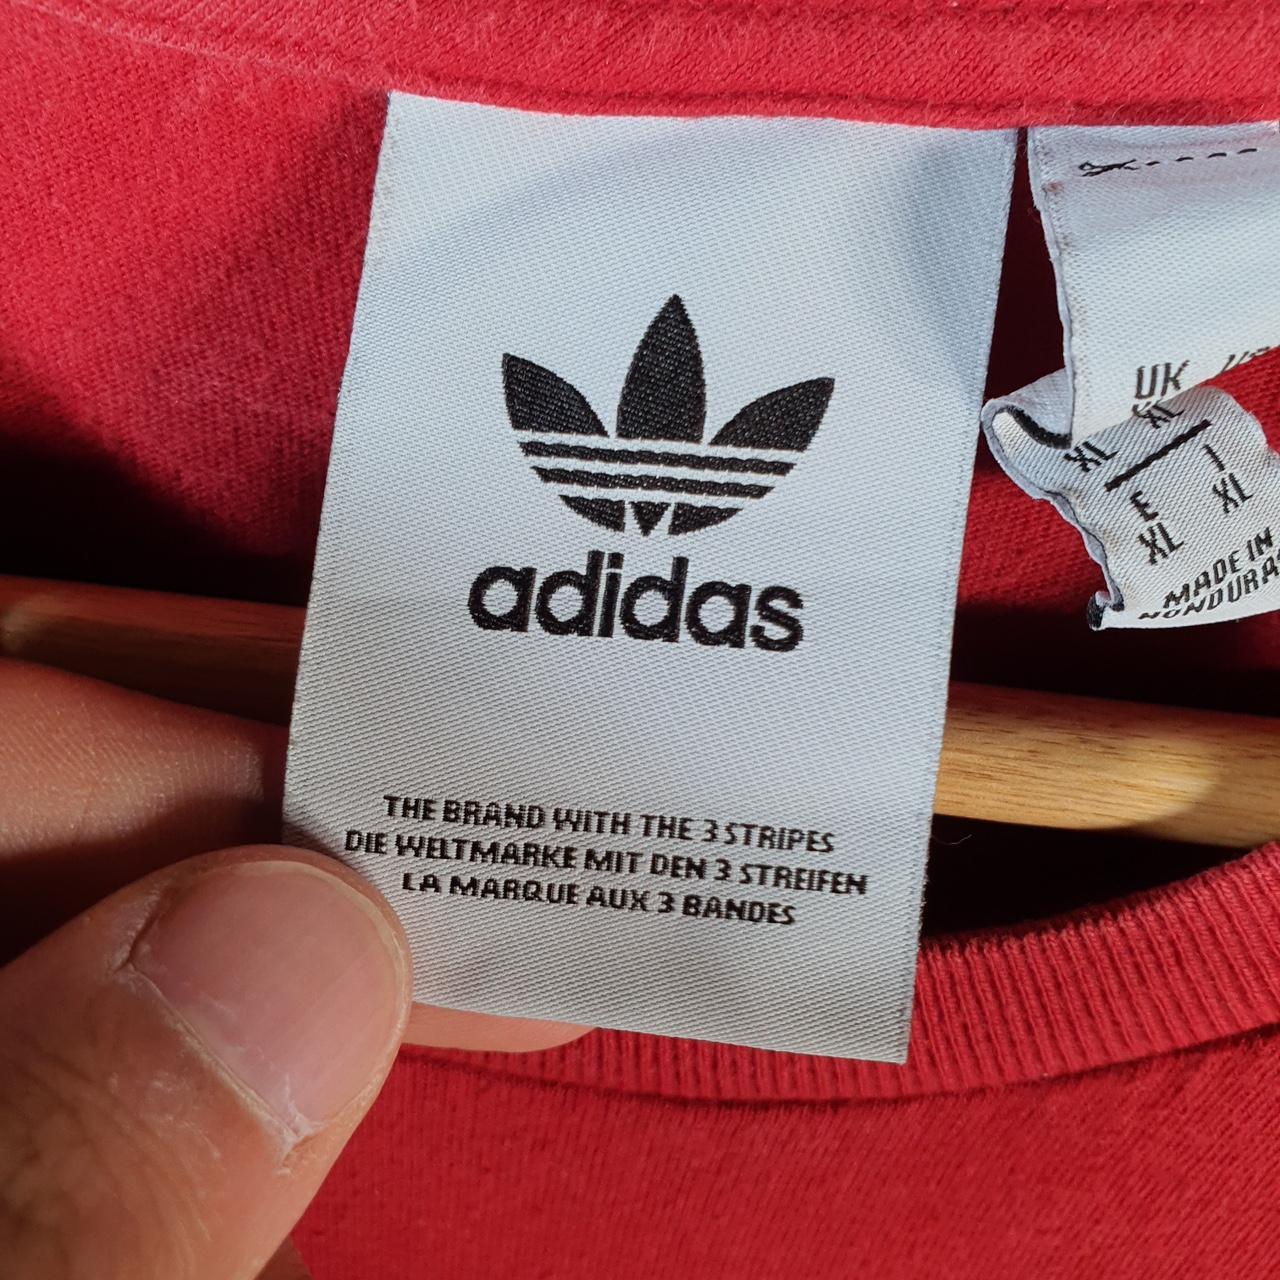 adidas
THE BRAND WITH THE 3 STRIPES
DIE WELTMARKE MIT DEN 3 STREIFEN
LA MARQUE AUX 3 BANDES
UK
XL
XL
E I
XL XL
MADE IN